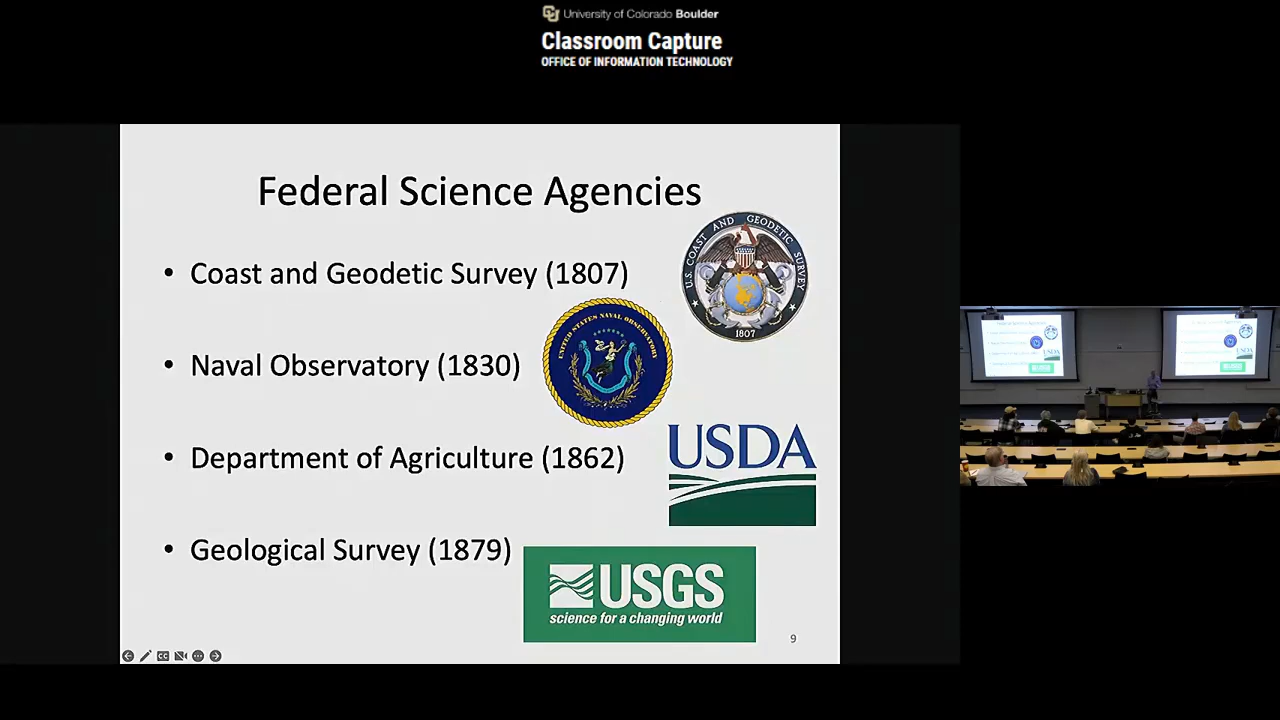 University of Colorado Boulder
Classroom Capture
OFFICE OF INFORMATION TECHNOLOGY
Federal Science Agencies
• Coast and Geodetic Survey (1807)
U.S. COAST AND GEODETIC SURVEY
1807
• Naval Observatory (1830)
UNITED STATES NAVAL OBSERVATORY
• Department of Agriculture (1862)
USDA
• Geological Survey (1879)
USGS
science for a changing world
9
CC